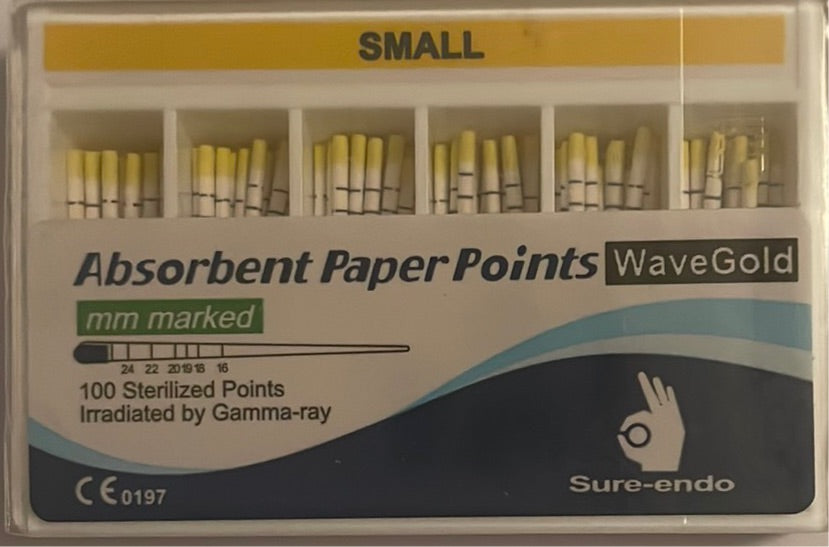 SMALL
Absorbent Paper Points WaveGold
mm marked
24 22 20 19 18 16
100 Sterilized Points
Irradiated by Gamma-ray
CE 0197
Sure-endo